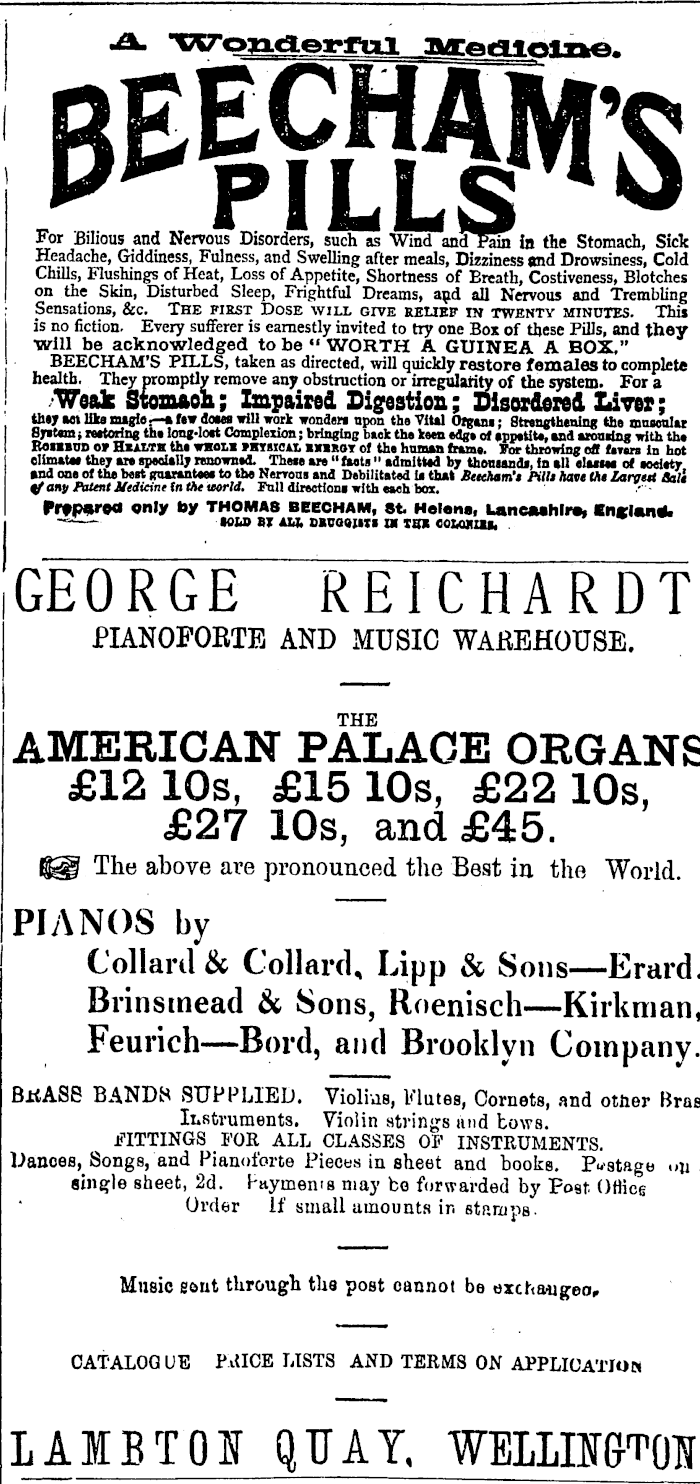 A Wonderful Medicine.
BEECHAM'S
PILLS
For Bilious and Nervous Disorders, such as Wind and Pain in the Stomach, Sick
Headache, Giddiness, Fulness, and Swelling after meals, Dizziness and Drowsiness, Cold
Chills, Flushings of Heat, Loss of Appetite, Shortness of Breath, Costiveness, Blotches
on the Skin, Disturbed Sleep, Frightful Dreams, and all Nervous and Trembling
Sensations, &c. THE FIRST DOSE WILL GIVE RELIEF IN TWENTY MINUTES. This
is no fiction. Every sufferer is earnestly invited to try one Box of these Pills, and they
will be acknowledged to be "WORTH A GUINEA A BOX."
BEECHAM'S PILLS, taken as directed, will quickly restore females to complete
health. They promptly remove any obstruction or irregularity of the system. For a
Weak Stomach; Impaired Digestion; Disordered Liver;
they act like magic:—a few doses will work wonders upon the Vital Organs; Strengthening the muscular
System; restoring the long-lost Complexion; bringing back the keen edge of appetite, and arousing with the
ROSEBUD OF HEALTH the WHOLE PHYSICAL ENERGY of the human frame. For throwing off fevers in hot
climates they are specially renowned. These are "facts" admitted by thousands, in all classes of society,
and one of the best guarantees to the Nervous and Debilitated is that Beecham's Pills have the Largest Sale
of any Patent Medicine in the world. Full directions with each box.
Prepared only by THOMAS BEECHAM, St. Helens, Lancashire, England.
SOLD BY ALL DRUGGISTS IN THE COLONIES.
GEORGE REICHARDT
PIANOFORTE AND MUSIC WAREHOUSE.
THE
AMERICAN PALACE ORGANS
£12 10s, £15 10s, £22 10s,
£27 10s, and £45.
The above are pronounced the Best in the World.
PIANOS by
Collard & Collard, Lipp & Sons—Erard.
Brinsmead & Sons, Roenisch—Kirkman,
Feurich—Bord, and Brooklyn Company.
BRASS BANDS SUPPLIED. Violins, Flutes, Cornets, and other Bras
Instruments. Violin strings and bows.
FITTINGS FOR ALL CLASSES OF INSTRUMENTS.
Dances, Songs, and Pianoforte Pieces in sheet and books. Postage on
single sheet, 2d. Payments may be forwarded by Post Office
Order If small amounts in stamps.
Music sent through the post cannot be exchanged.
CATALOGUE PRICE LISTS AND TERMS ON APPLICATION
LAMBTON QUAY, WELLINGTON